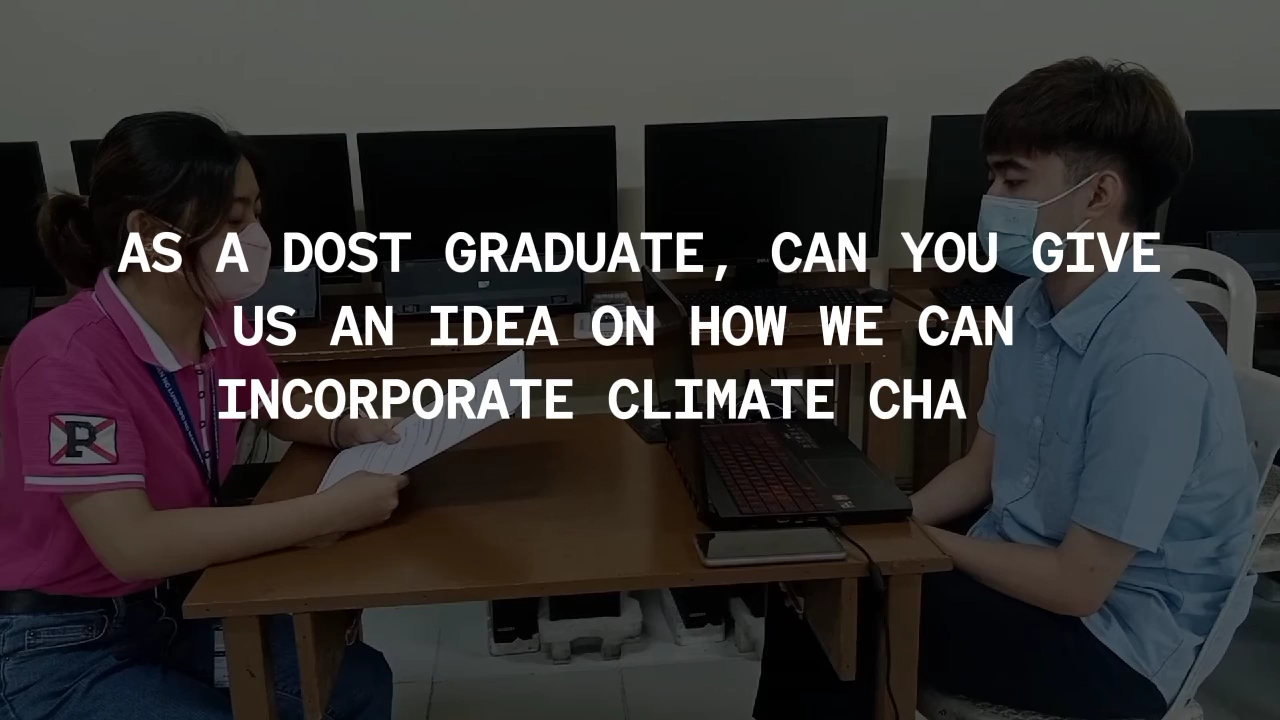 AS A DOST GRADUATE, CAN YOU GIVE
US AN IDEA ON HOW WE CAN
INCORPORATE CLIMATE CHA
P